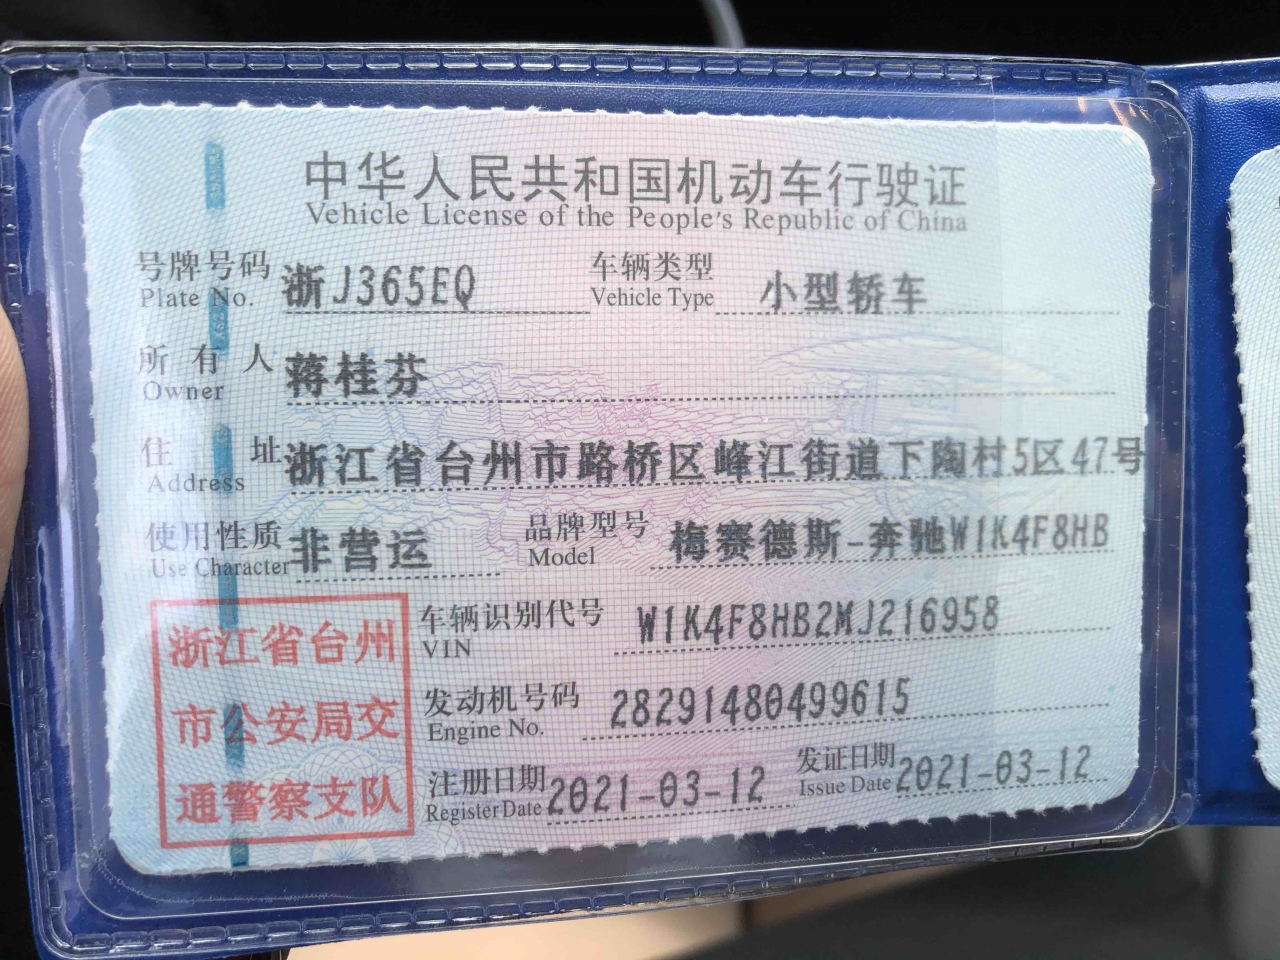 中华人民共和国机动车行驶证
Vehicle License of the People's Republic of China
号牌号码 浙J365EQ 车辆类型 小型轿车
Plate No. Vehicle Type
所有人 蒋桂芬
Owner
住址 浙江省台州市路桥区峰江街道下陶村5区47号
Address
使用性质 非营运 品牌型号 梅赛德斯-奔驰W1K4F8HB
Use Character Model
浙江省台州
市公安局交
通警察支队
车辆识别代号 W1K4F8HB2MJ216958
VIN
发动机号码 28291480499615
Engine No.
注册日期 2021-03-12 发证日期 2021-03-12
Register Date Issue Date